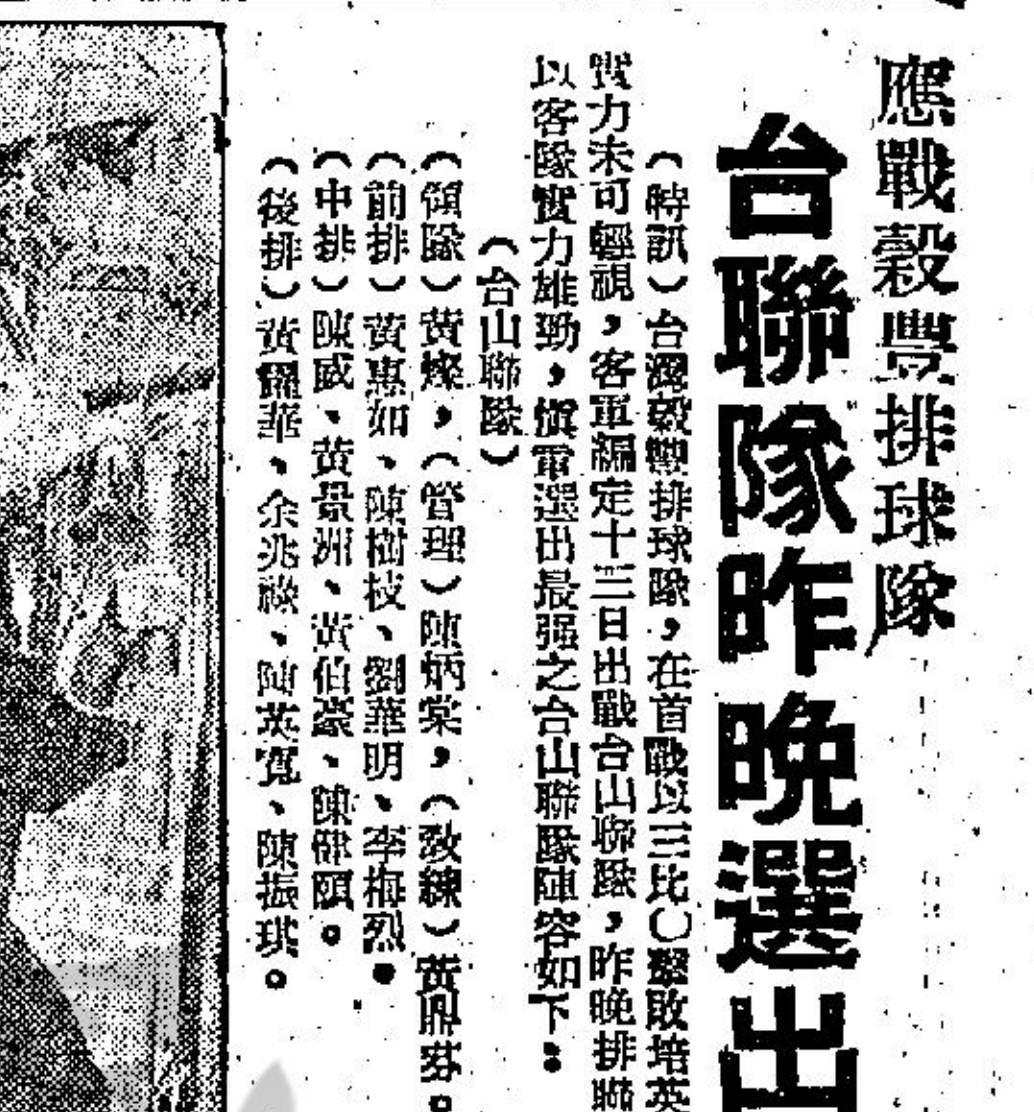 應戰穀豐排球隊
台聯隊昨晚選出
（特訊）台灣穀豐排球隊，在首戰以三比〇擊敗培英
實力未可輕視，客軍編定十三日出戰台山聯隊，昨晚排聯
以客隊實力雄勁，慎重選出最强之台山聯隊陣容如下：
（台山聯隊）
（領隊）黃燦，（管理）陳炳棠，（教練）黃鼎芬。
（前排）黃惠如、陳樹枝、劉華明、李梅烈。
（中排）陳威、黃景洲、黃伯豪、陳健頤。
（後排）黃耀華、余兆、陳英寬、陳振琪。